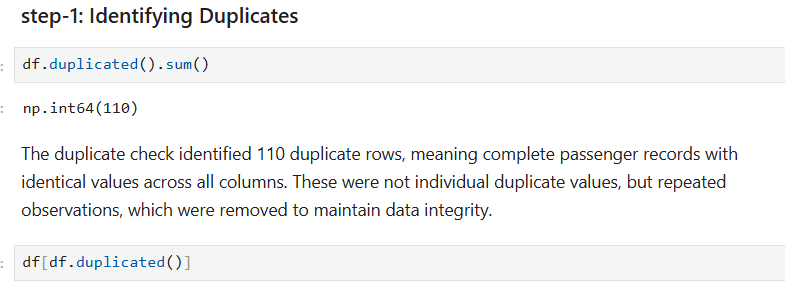 step-1: Identifying Duplicates
: df.duplicated().sum()
: np.int64(110)
The duplicate check identified 110 duplicate rows, meaning complete passenger records with
identical values across all columns. These were not individual duplicate values, but repeated
observations, which were removed to maintain data integrity.
: df[df.duplicated()]